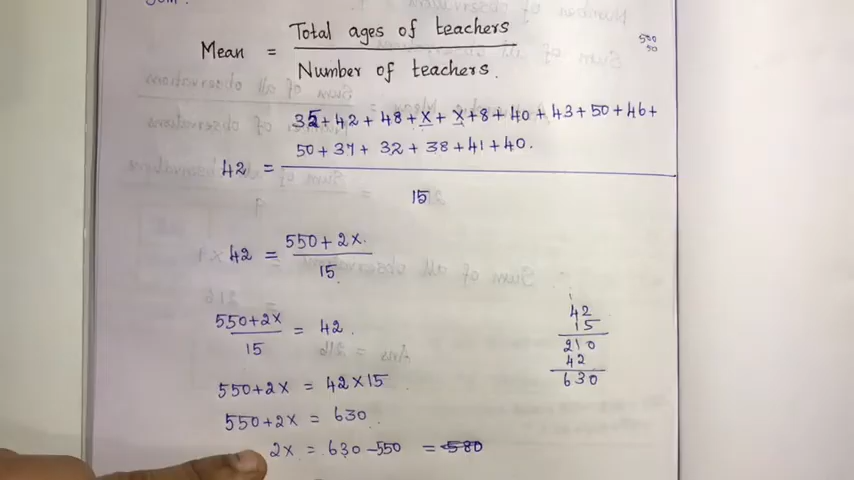 Mean = Total ages of teachers / Number of teachers.
500
50
42 = 35 + 42 + 48 + x + x + 8 + 40 + 43 + 50 + 46 +
50 + 37 + 32 + 38 + 41 + 40.
15
42 = 550 + 2x. / 15.
550+2x / 15 = 42.
42
15
210
42
630
550+2x = 42 x 15
550+2x = 630.
2x = 630 - 550 = 580